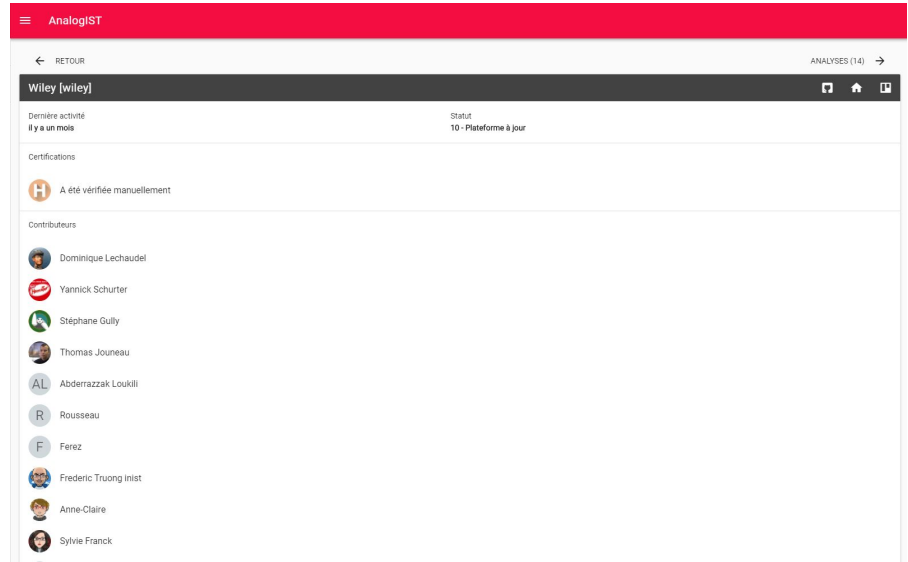 AnalogIST
RETOUR
ANALYSES (14)
Wiley [wiley]
Dernière activité
il y a un mois
Statut
10 - Plateforme à jour
Certifications
H
A été vérifiée manuellement
Contributeurs
Dominique Lechaudel
Yannick Schurter
Stéphane Gully
Thomas Jouneau
AL Abderrazzak Loukili
R Rousseau
F Ferez
Frederic Truong inist
Anne-Claire
Sylvie Franck